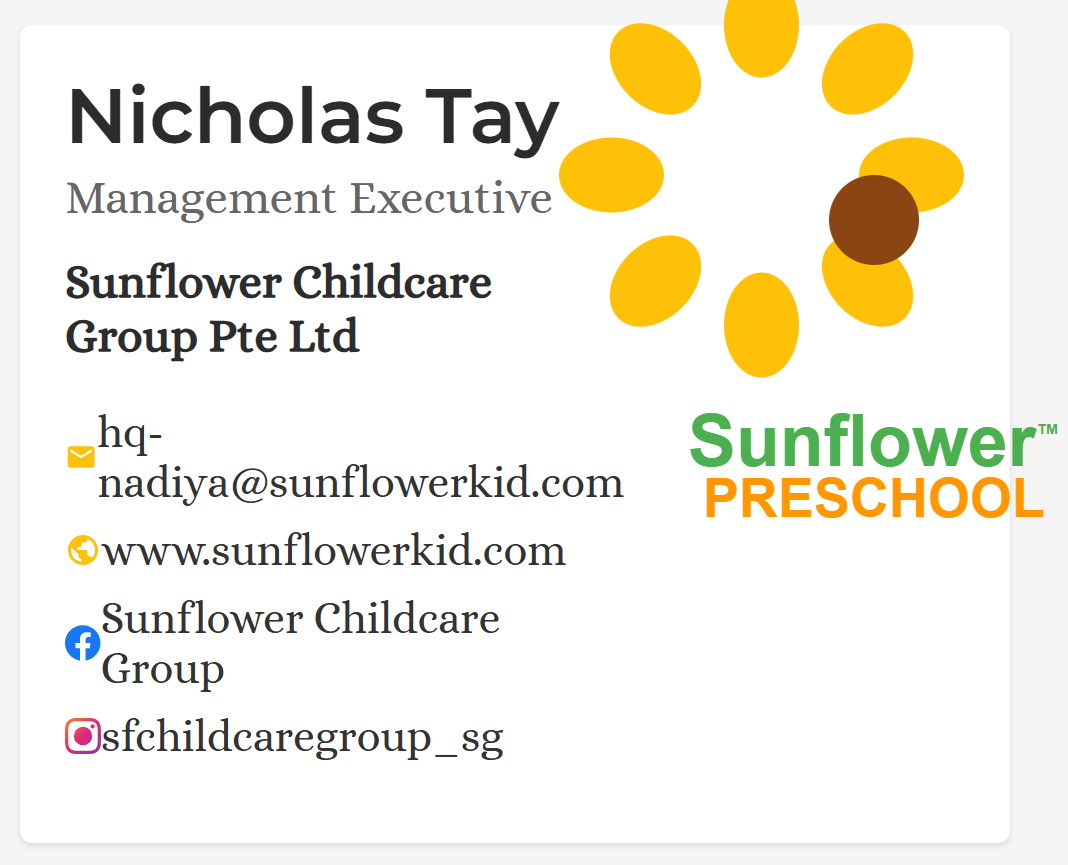 Nicholas Tay
Management Executive
Sunflower Childcare
Group Pte Ltd
hq-
nadiya@sunflowerkid.com
www.sunflowerkid.com
Sunflower Childcare
Group
sfchildcaregroup_sg
Sunflower™
PRESCHOOL